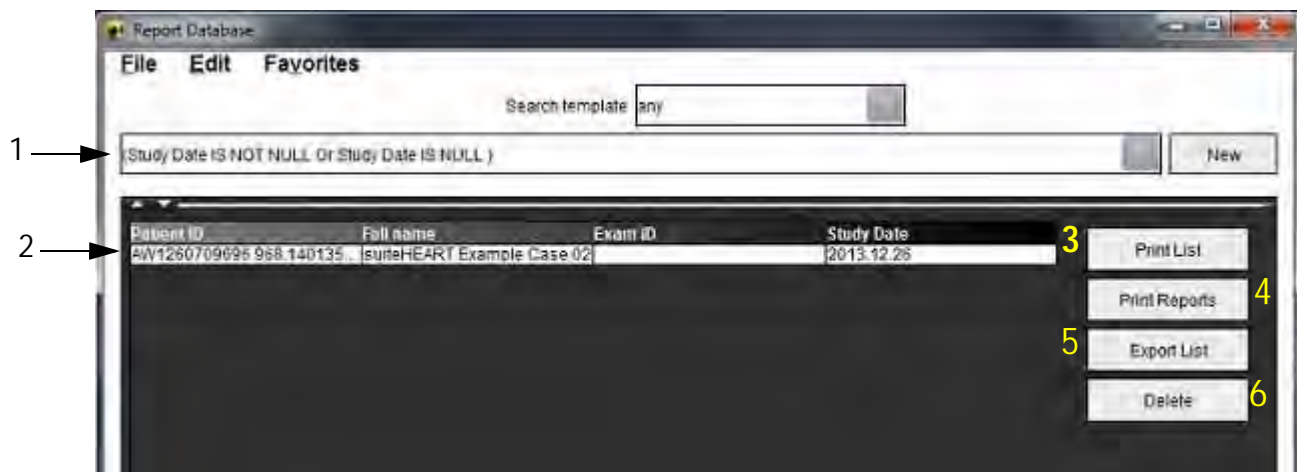 Report Database
File Edit Favorites
Search template any
1
(Study Date IS NOT NULL Or Study Date IS NULL )
New
Patient ID Full name Exam ID Study Date
2
AW1260709696.968.140135... suiteHEART Example Case 02 2013.12.26
3
Print List
Print Reports
4
5
Export List
Delete
6